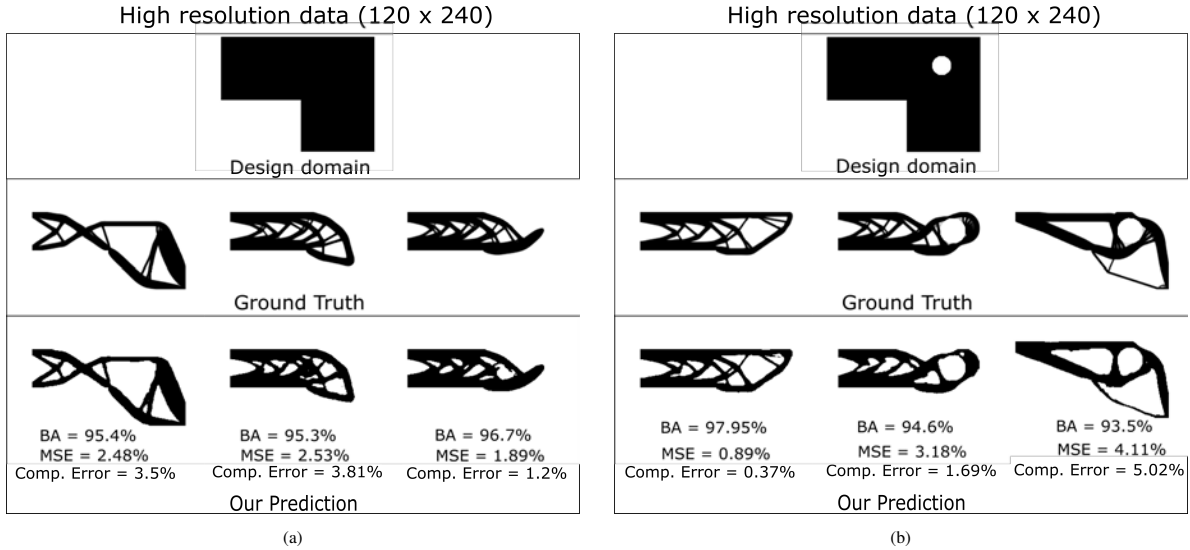 High resolution data (120 x 240)
Design domain
Ground Truth
BA = 95.4%
MSE = 2.48%
Comp. Error = 3.5%
BA = 95.3%
MSE = 2.53%
Comp. Error = 3.81%
BA = 96.7%
MSE = 1.89%
Comp. Error = 1.2%
Our Prediction
(a)
High resolution data (120 x 240)
Design domain
Ground Truth
BA = 97.95%
MSE = 0.89%
Comp. Error = 0.37%
BA = 94.6%
MSE = 3.18%
Comp. Error = 1.69%
BA = 93.5%
MSE = 4.11%
Comp. Error = 5.02%
Our Prediction
(b)